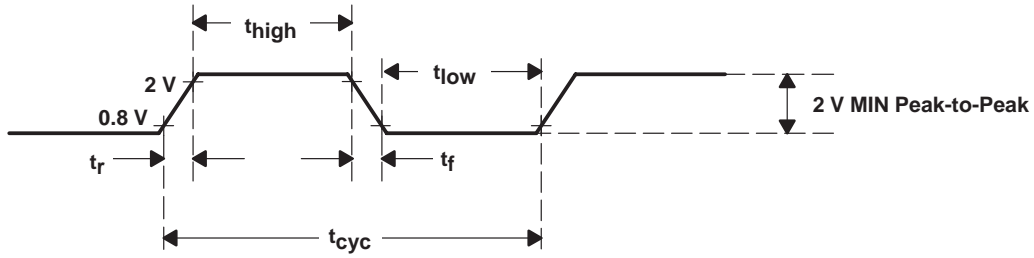 thigh
2 V
tlow
2 V MIN Peak-to-Peak
0.8 V
tr
tf
tcyc